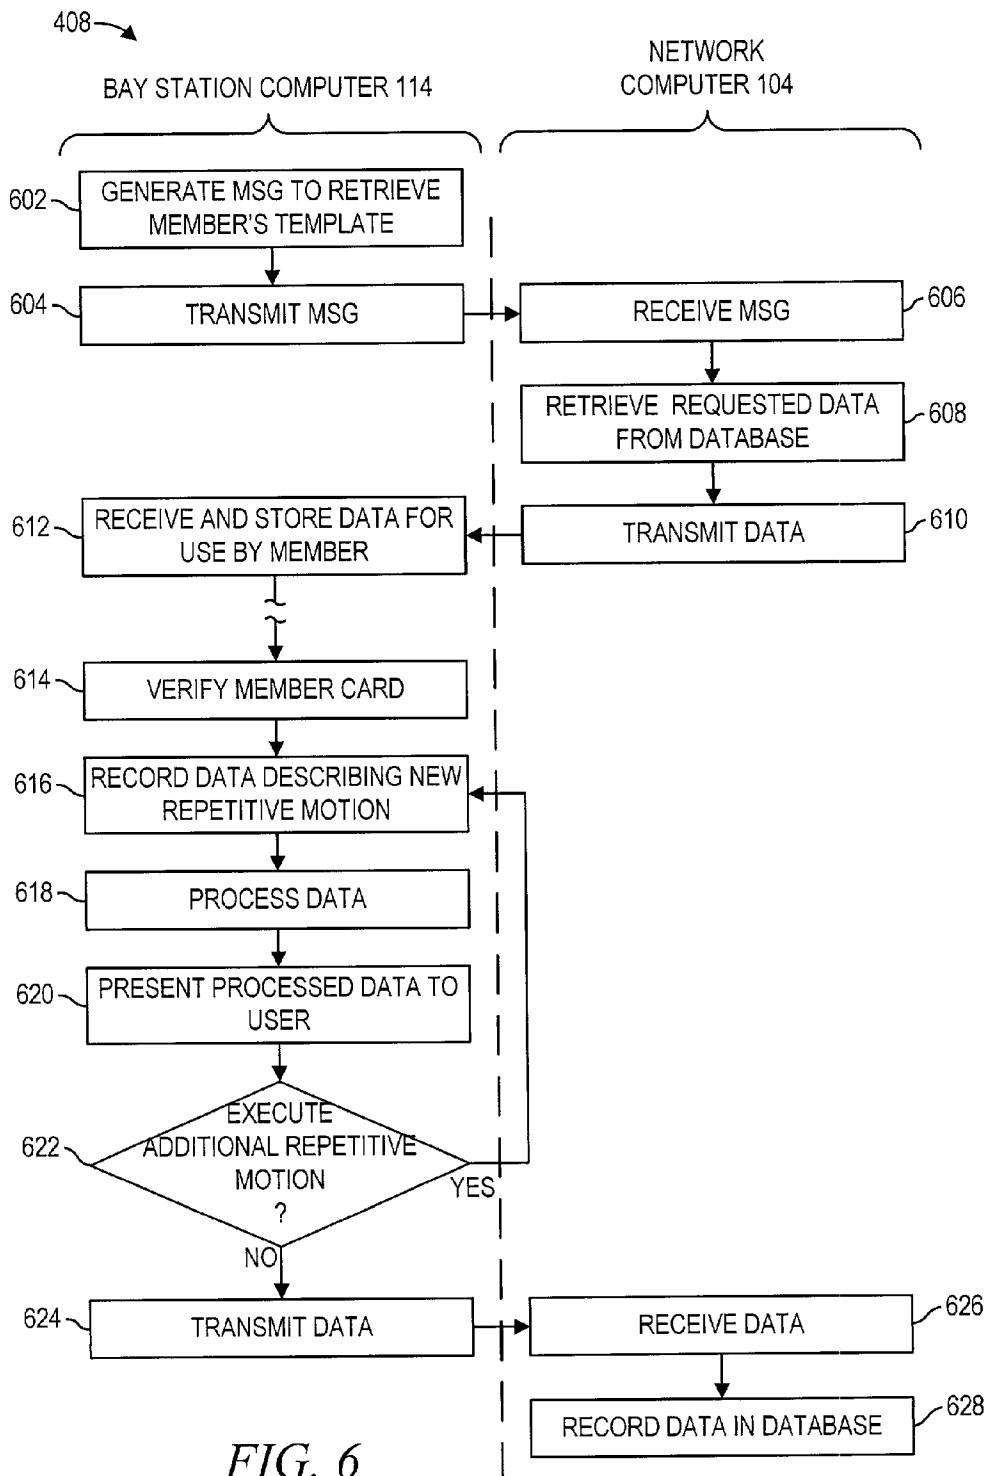 408
BAY STATION COMPUTER 114
NETWORK
COMPUTER 104
602
GENERATE MSG TO RETRIEVE
MEMBER'S TEMPLATE
604
TRANSMIT MSG
RECEIVE MSG
606
RETRIEVE REQUESTED DATA
FROM DATABASE
608
612
RECEIVE AND STORE DATA FOR
USE BY MEMBER
TRANSMIT DATA
610
614
VERIFY MEMBER CARD
616
RECORD DATA DESCRIBING NEW
REPETITIVE MOTION
618
PROCESS DATA
620
PRESENT PROCESSED DATA TO
USER
622
EXECUTE
ADDITIONAL REPETITIVE
MOTION
?
YES
NO
624
TRANSMIT DATA
RECEIVE DATA
626
RECORD DATA IN DATABASE
628
FIG. 6